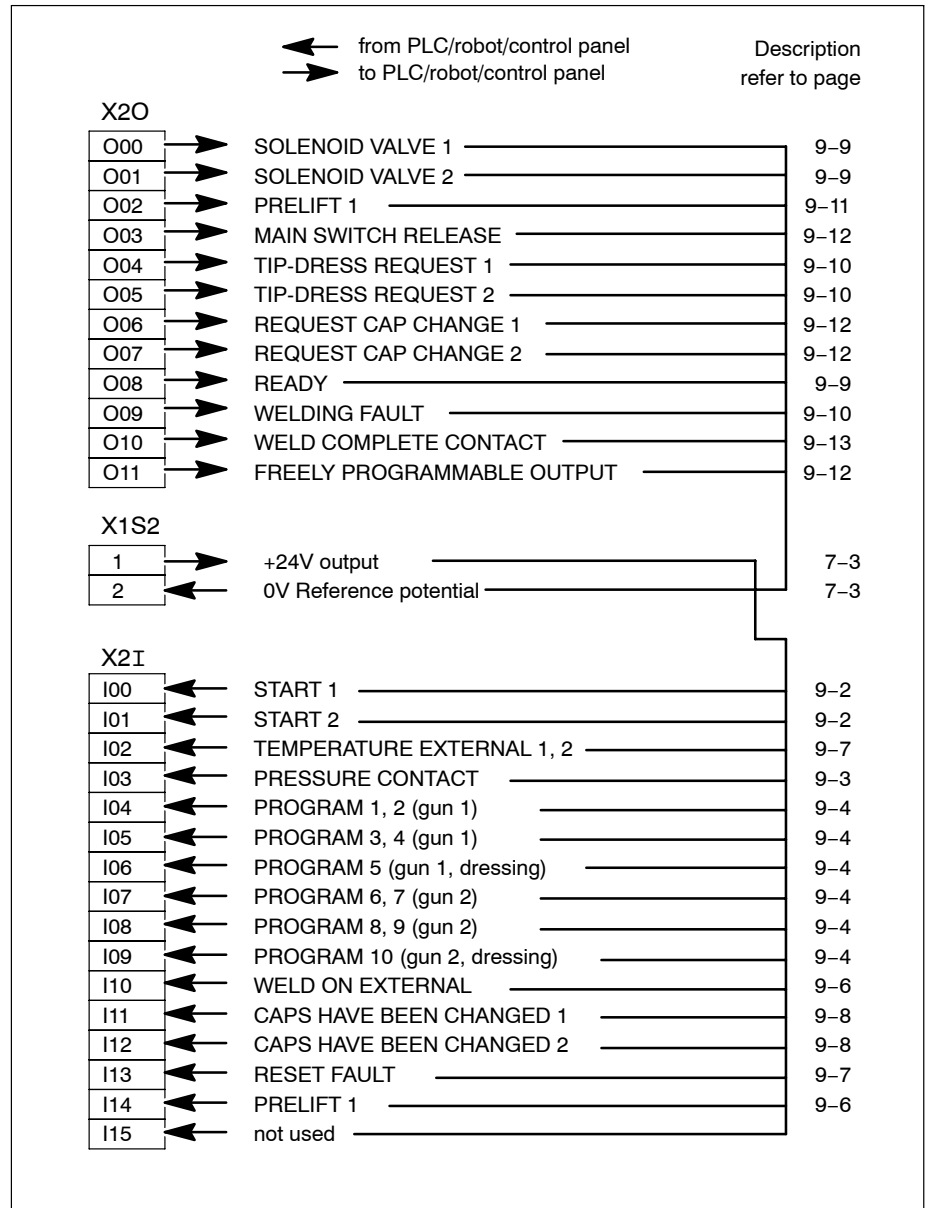 from PLC/robot/control panel Description
to PLC/robot/control panel refer to page
X2O
O00 SOLENOID VALVE 1 9–9
O01 SOLENOID VALVE 2 9–9
O02 PRELIFT 1 9–11
O03 MAIN SWITCH RELEASE 9–12
O04 TIP-DRESS REQUEST 1 9–10
O05 TIP-DRESS REQUEST 2 9–10
O06 REQUEST CAP CHANGE 1 9–12
O07 REQUEST CAP CHANGE 2 9–12
O08 READY 9–9
O09 WELDING FAULT 9–10
O10 WELD COMPLETE CONTACT 9–13
O11 FREELY PROGRAMMABLE OUTPUT 9–12
X1S2
1 +24V output 7–3
2 0V Reference potential 7–3
X2I
I00 START 1 9–2
I01 START 2 9–2
I02 TEMPERATURE EXTERNAL 1, 2 9–7
I03 PRESSURE CONTACT 9–3
I04 PROGRAM 1, 2 (gun 1) 9–4
I05 PROGRAM 3, 4 (gun 1) 9–4
I06 PROGRAM 5 (gun 1, dressing) 9–4
I07 PROGRAM 6, 7 (gun 2) 9–4
I08 PROGRAM 8, 9 (gun 2) 9–4
I09 PROGRAM 10 (gun 2, dressing) 9–4
I10 WELD ON EXTERNAL 9–6
I11 CAPS HAVE BEEN CHANGED 1 9–8
I12 CAPS HAVE BEEN CHANGED 2 9–8
I13 RESET FAULT 9–7
I14 PRELIFT 1 9–6
I15 not used